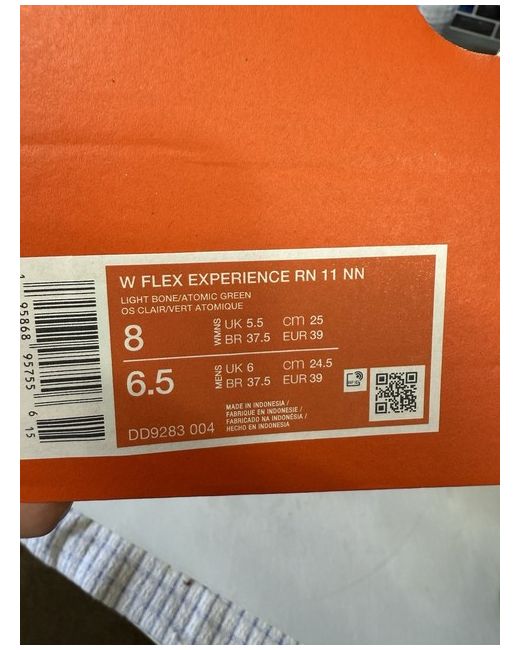 W FLEX EXPERIENCE RN 11 NN
LIGHT BONE/ATOMIC GREEN
OS CLAIR/VERT ATOMIQUE
8 WMNS UK 5.5 cm 25
BR 37.5 EUR 39
6.5 MENS UK 6 cm 24.5
BR 37.5 EUR 39
DD9283 004
MADE IN INDONESIA /
FABRIQUE EN INDONESIE /
FABRICADO NA INDONÉSIA /
HECHO EN INDONESIA
95868 95755 6 15